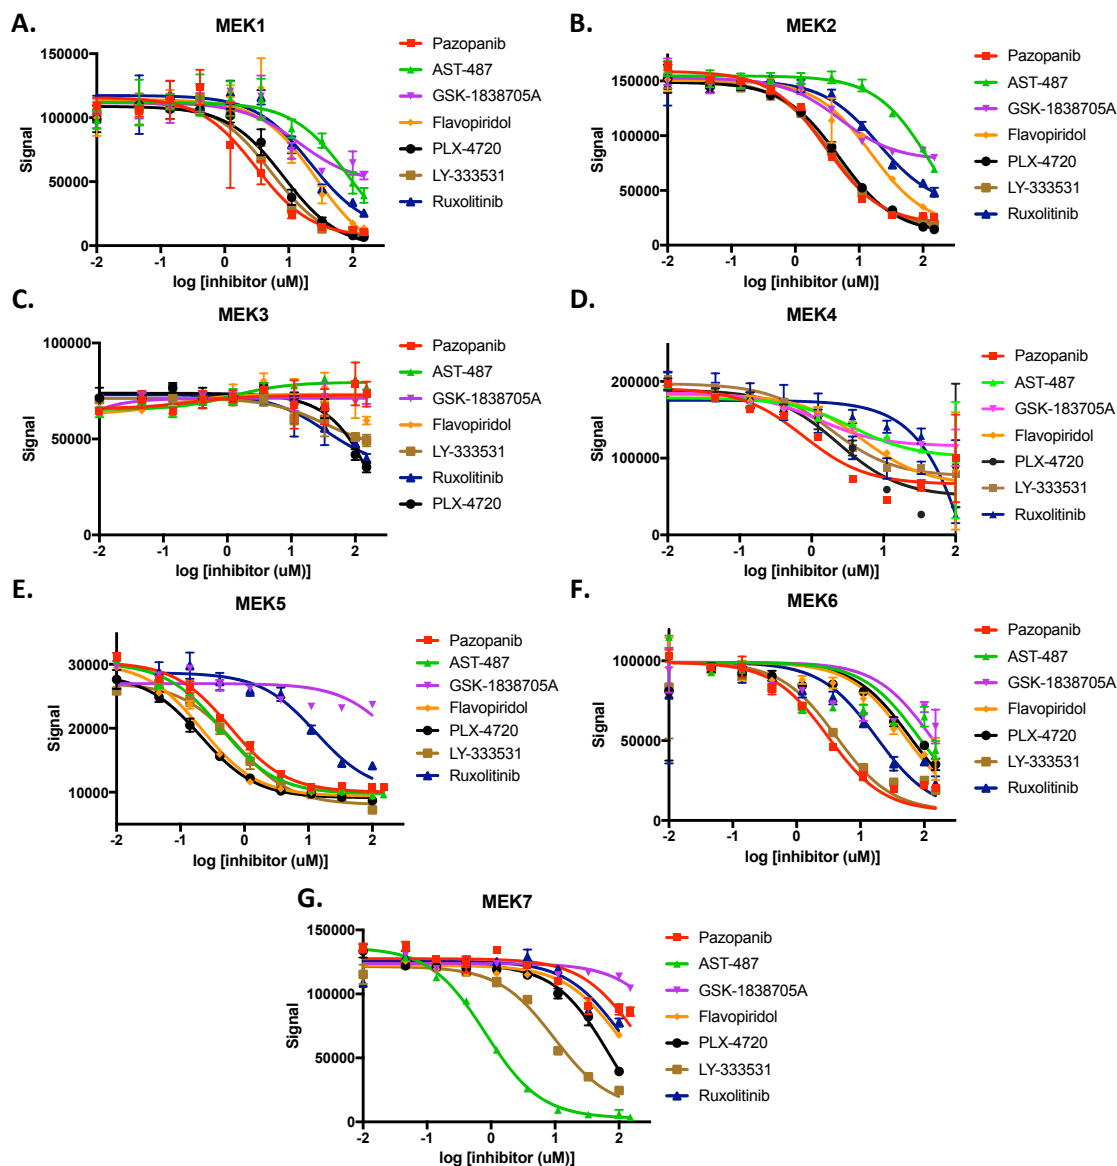 A.
MEK1
Signal
150000
100000
50000
0
-2
-1
0
1
2
log [inhibitor (uM)]
Pazopanib
AST-487
GSK-1838705A
Flavopiridol
PLX-4720
LY-333531
Ruxolitinib
B.
MEK2
Signal
200000
150000
100000
50000
0
-2
-1
0
1
2
log [inhibitor (uM)]
Pazopanib
AST-487
GSK-1838705A
Flavopiridol
PLX-4720
LY-333531
Ruxolitinib
C.
MEK3
Signal
100000
50000
0
-2
-1
0
1
2
log [inhibitor (uM)]
Pazopanib
AST-487
GSK-1838705A
Flavopiridol
LY-333531
Ruxolitinib
PLX-4720
D.
MEK4
Signal
200000
100000
0
-2
-1
0
1
2
log [inhibitor (uM)]
Pazopanib
AST-487
GSK-183705A
Flavopiridol
PLX-4720
LY-333531
Ruxolitinib
E.
MEK5
Signal
30000
20000
10000
-2
-1
0
1
2
log [inhibitor (uM)]
Pazopanib
AST-487
GSK-1838705A
Flavopiridol
PLX-4720
LY-333531
Ruxolitinib
F.
MEK6
Signal
100000
50000
0
-2
-1
0
1
2
log [inhibitor (uM)]
Pazopanib
AST-487
GSK-1838705A
Flavopiridol
PLX-4720
LY-333531
Ruxolitinib
G.
MEK7
Signal
150000
100000
50000
0
-2
-1
0
1
2
log [inhibitor (uM)]
Pazopanib
AST-487
GSK-1838705A
Flavopiridol
PLX-4720
LY-333531
Ruxolitinib